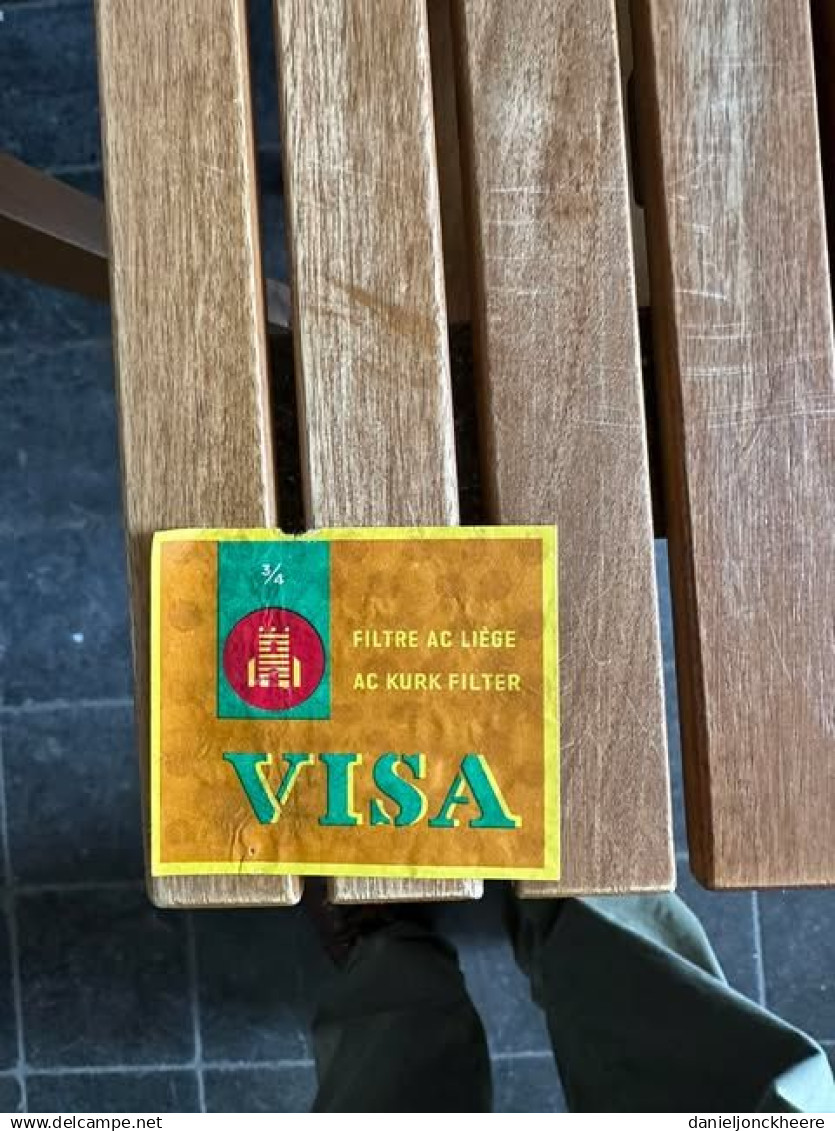 3/4
FILTRE AC LIÈGE
AC KURK FILTER
VISA
www.delcampe.net
danieljonckheere